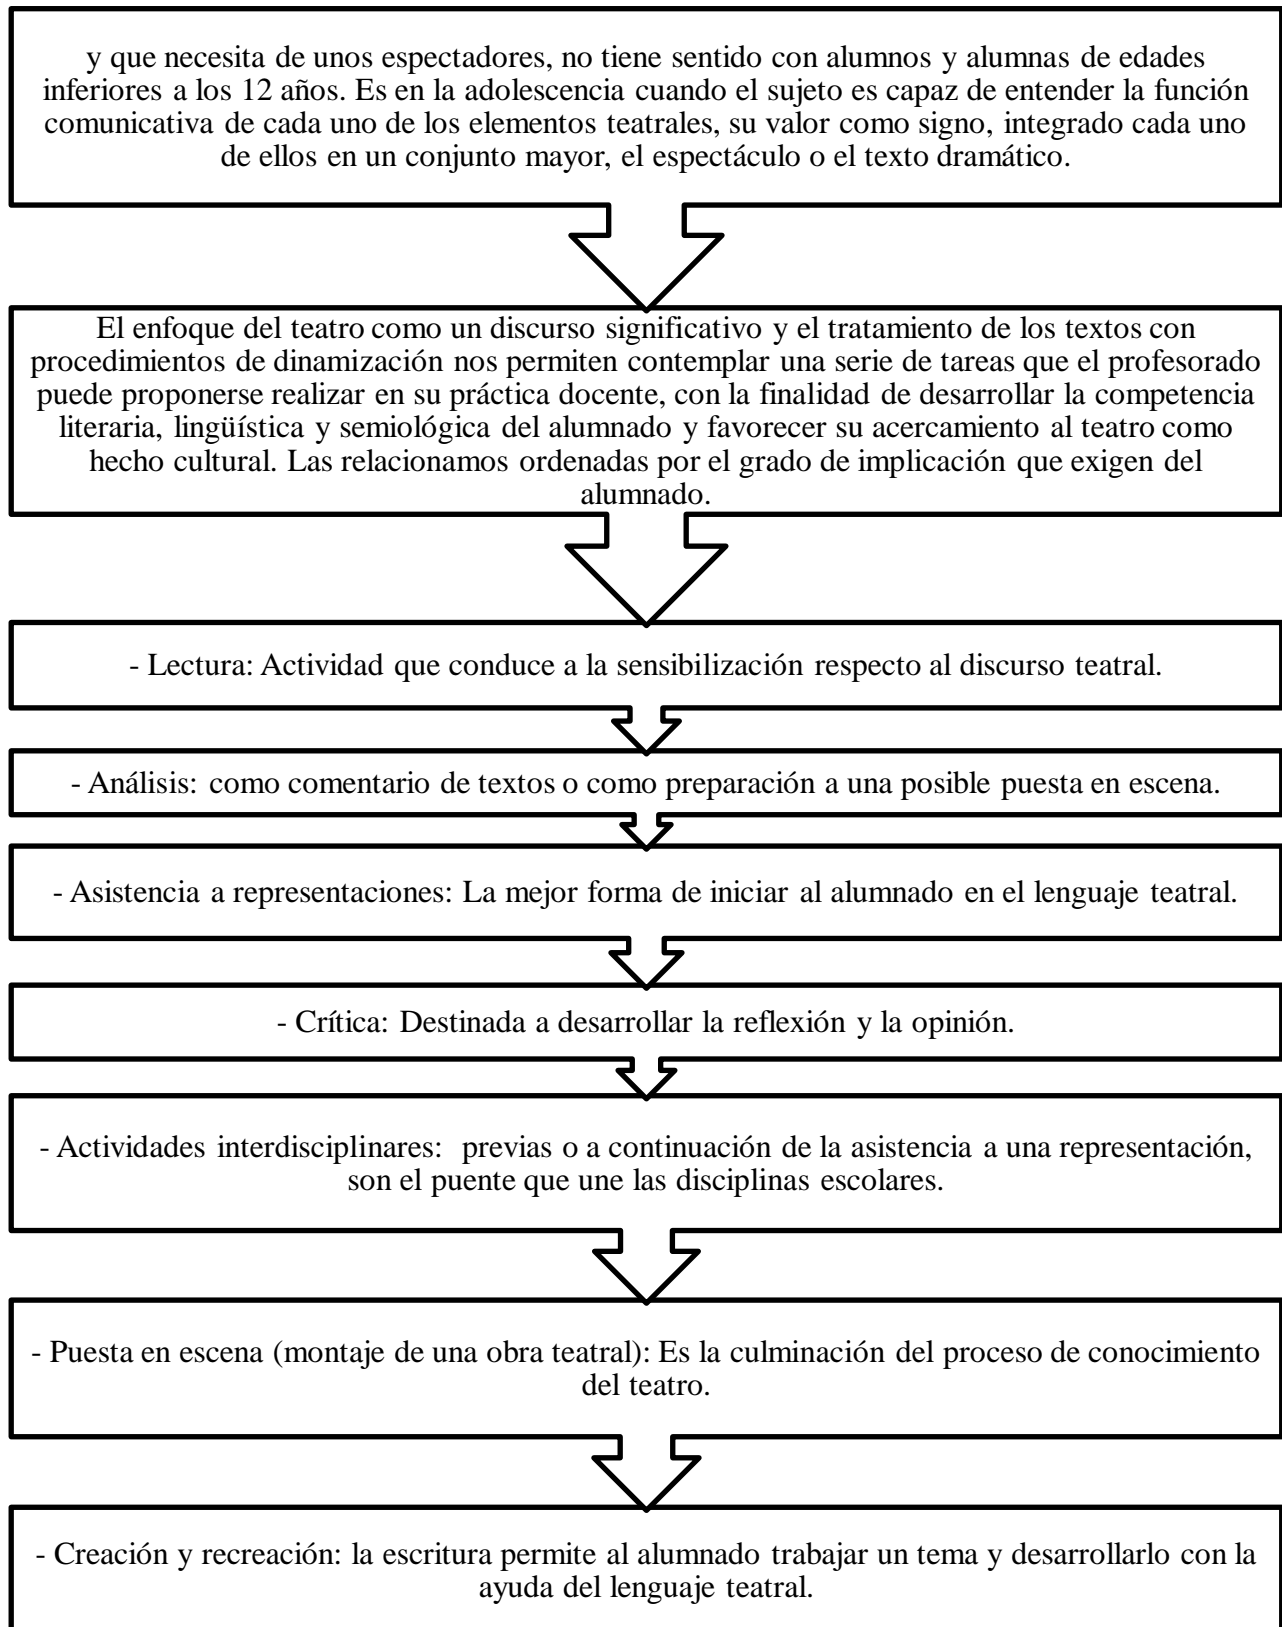 y que necesita de unos espectadores, no tiene sentido con alumnos y alumnas de edades
inferiores a los 12 años. Es en la adolescencia cuando el sujeto es capaz de entender la función
comunicativa de cada uno de los elementos teatrales, su valor como signo, integrado cada uno
de ellos en un conjunto mayor, el espectáculo o el texto dramático.
El enfoque del teatro como un discurso significativo y el tratamiento de los textos con
procedimientos de dinamización nos permiten contemplar una serie de tareas que el profesorado
puede proponerse realizar en su práctica docente, con la finalidad de desarrollar la competencia
literaria, lingüística y semiológica del alumnado y favorecer su acercamiento al teatro como
hecho cultural. Las relacionamos ordenadas por el grado de implicación que exigen del
alumnado.
- Lectura: Actividad que conduce a la sensibilización respecto al discurso teatral.
- Análisis: como comentario de textos o como preparación a una posible puesta en escena.
- Asistencia a representaciones: La mejor forma de iniciar al alumnado en el lenguaje teatral.
- Crítica: Destinada a desarrollar la reflexión y la opinión.
- Actividades interdisciplinares: previas o a continuación de la asistencia a una representación,
son el puente que une las disciplinas escolares.
- Puesta en escena (montaje de una obra teatral): Es la culminación del proceso de conocimiento
del teatro.
- Creación y recreación: la escritura permite al alumnado trabajar un tema y desarrollarlo con la
ayuda del lenguaje teatral.